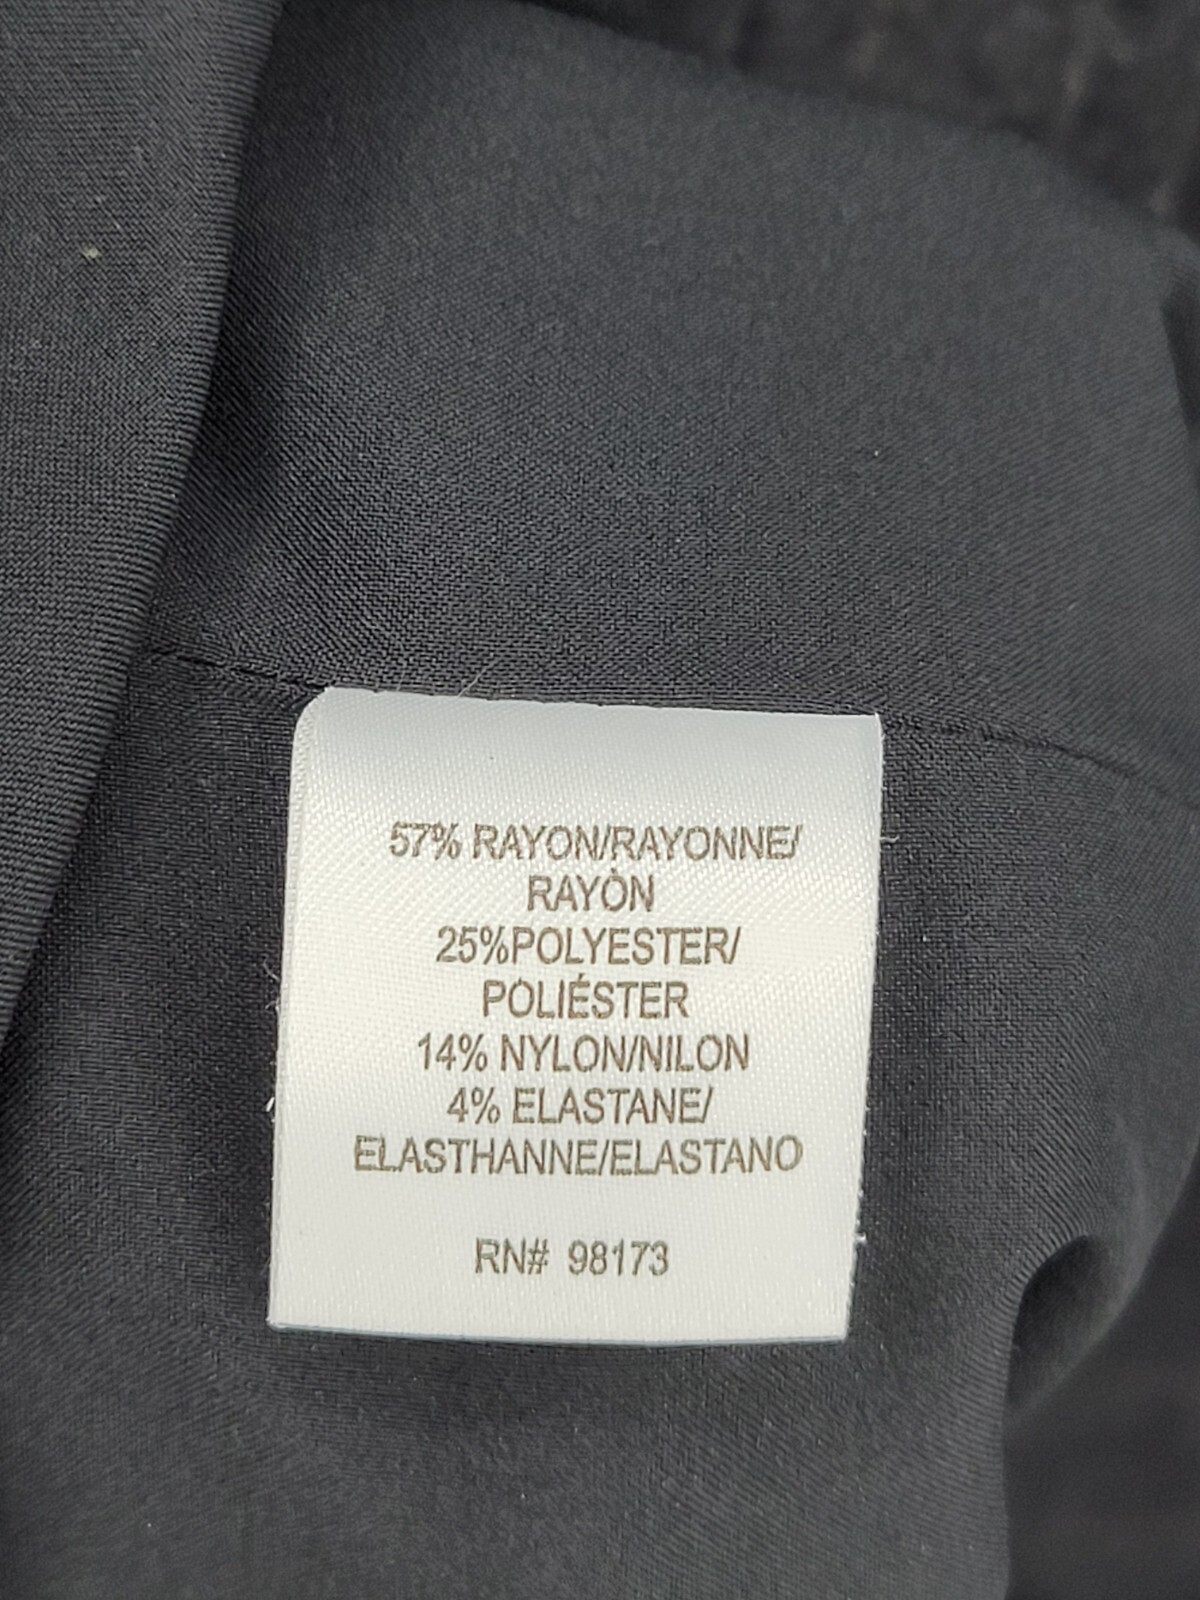 57% RAYON/RAYONNE/
RAYÒN
25%POLYESTER/
POLIÉSTER
14% NYLON/NILON
4% ELASTANE/
ELASTHANNE/ELASTANO
RN# 98173